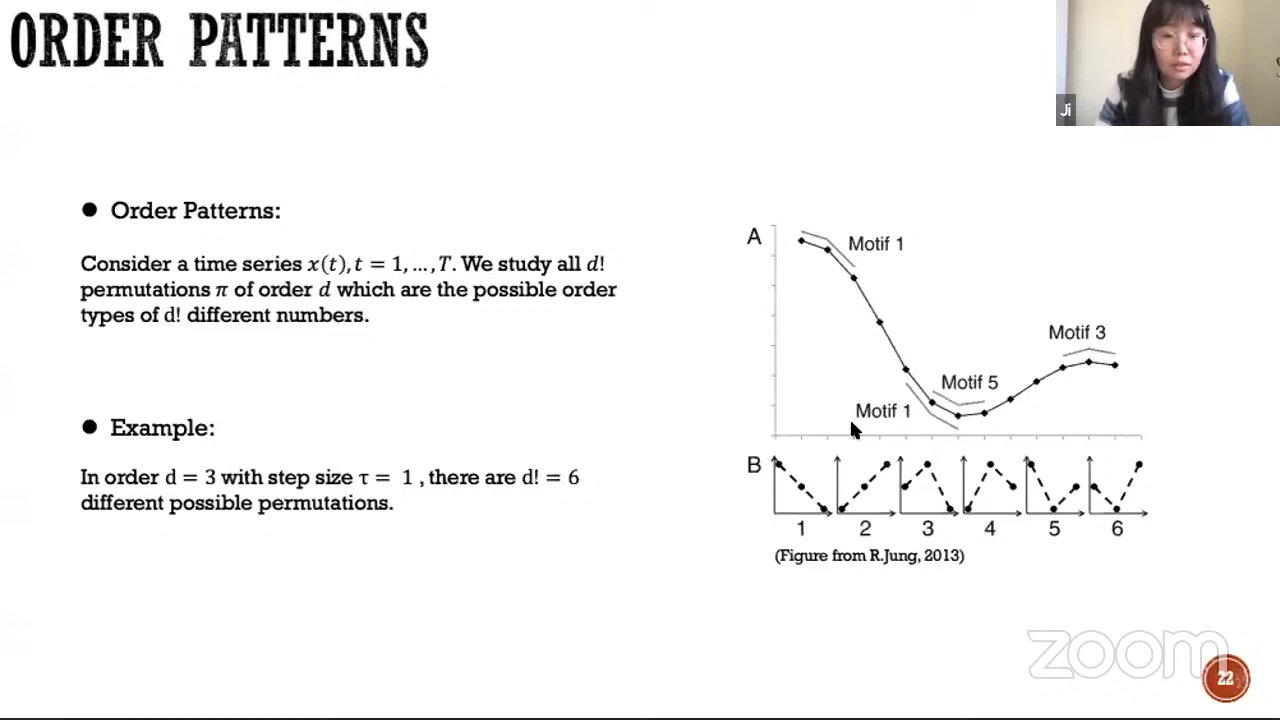 ORDER PATTERNS
Ji
● Order Patterns:
Consider a time series x(t), t = 1, ..., T. We study all d!
permutations π of order d which are the possible order
types of d! different numbers.
● Example:
In order d = 3 with step size τ = 1 , there are d! = 6
different possible permutations.
A
Motif 1
Motif 3
Motif 5
Motif 1
B
1 2 3 4 5 6
(Figure from R.Jung, 2013)
zoom
22